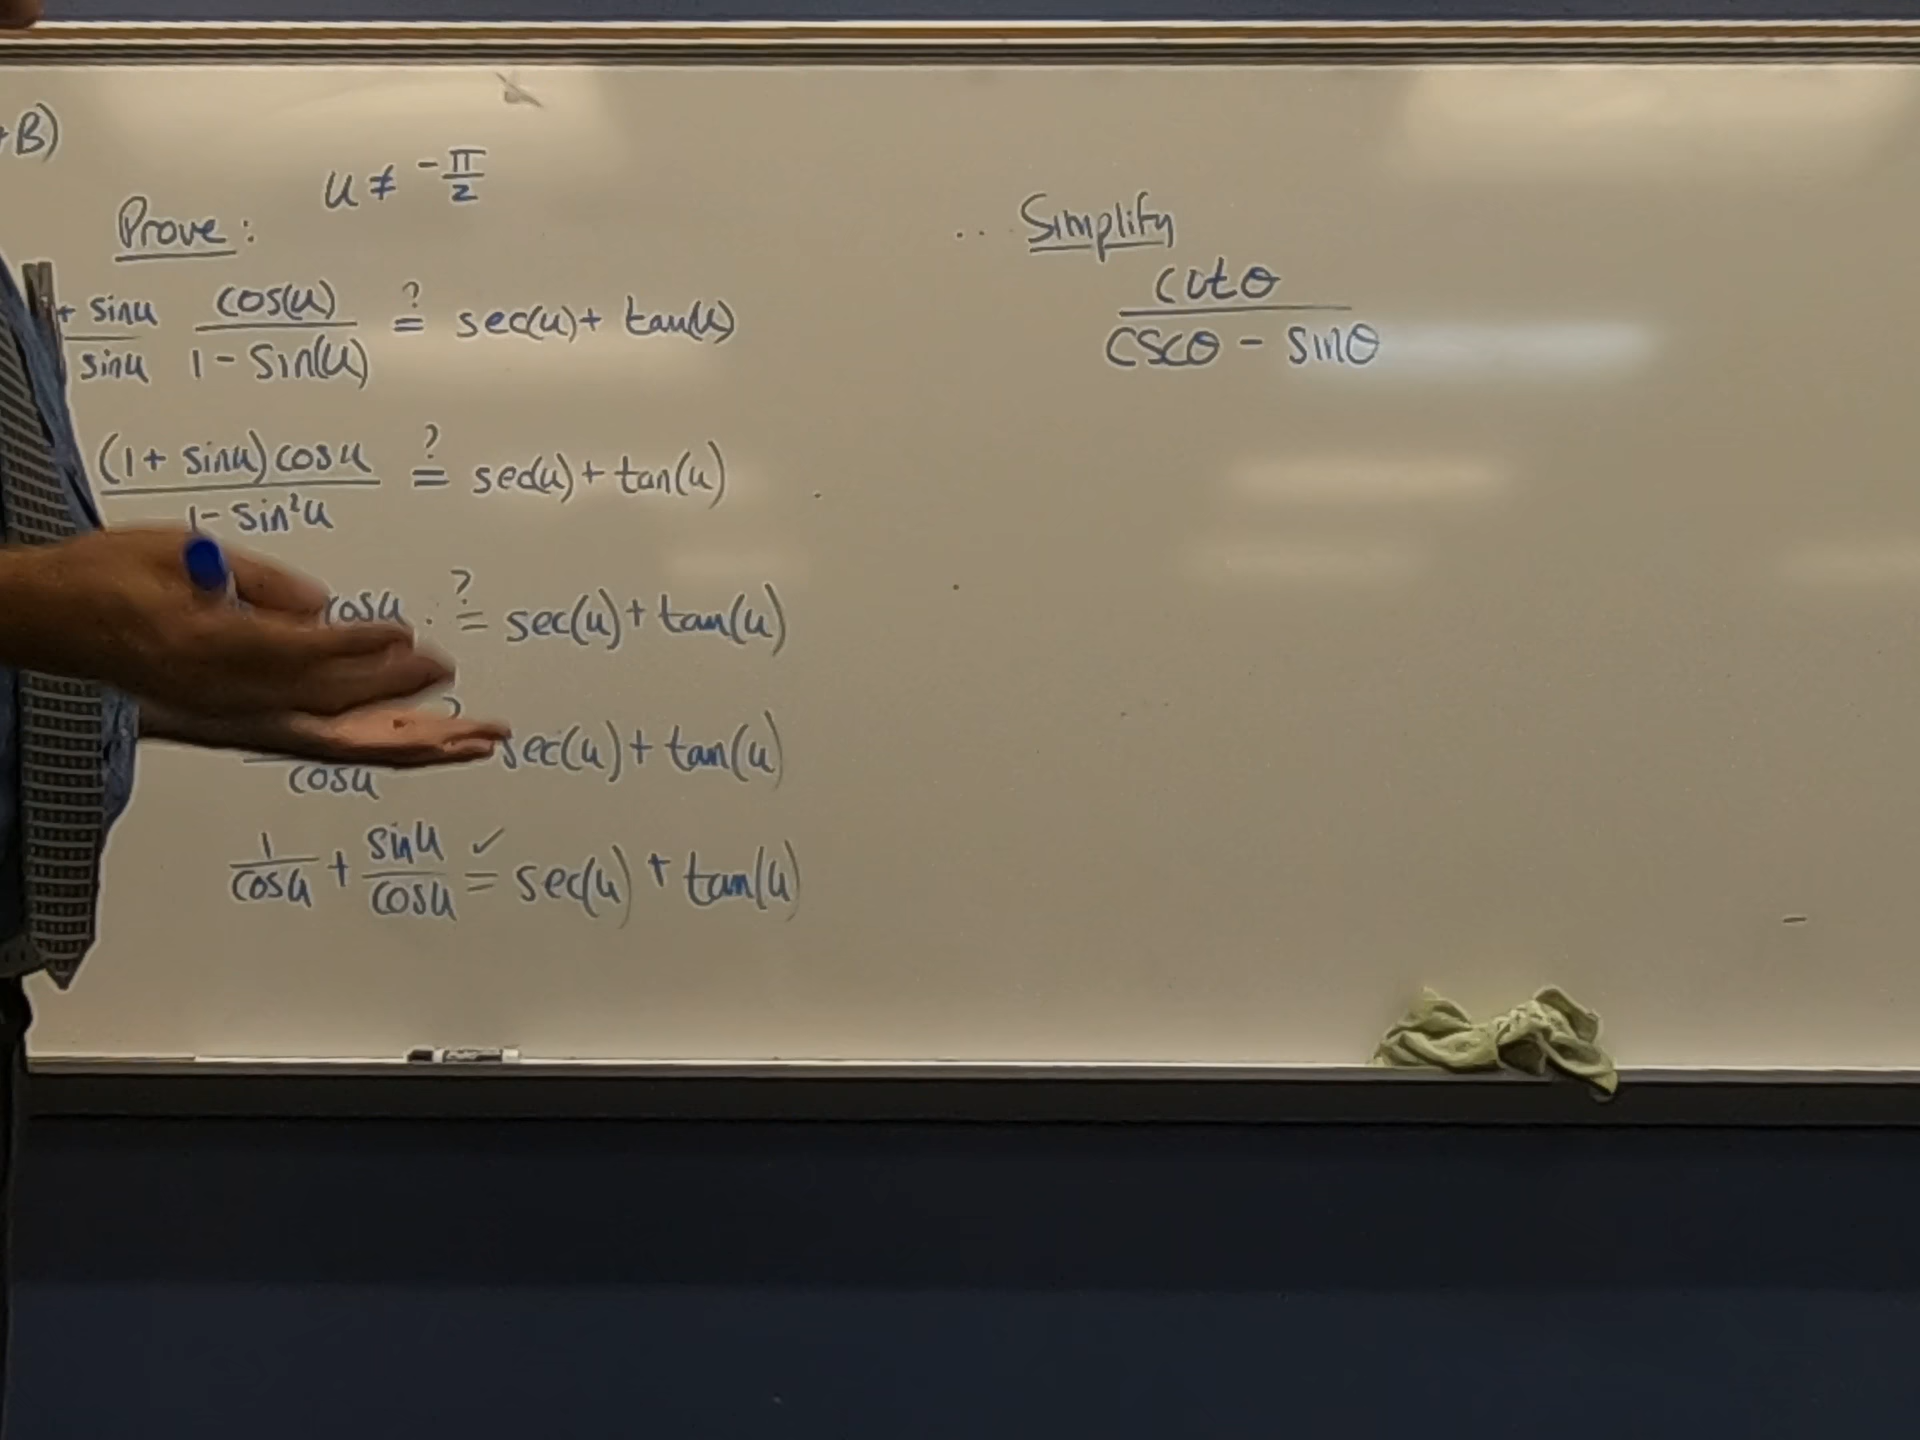 +B)
u ≠ -π/2
Prove:
+ sinu / sinu cos(u) / 1 - sin(u) ?= sec(u) + tan(u)
(1 + sinu) cosu / 1 - sin²u ?= sec(u) + tan(u)
cosu ?= sec(u) + tan(u)
/ cosu ? sec(u) + tan(u)
1/cosu + sinu/cosu ✓= sec(u) + tan(u)
... Simplify
cotθ / cscθ - sinθ